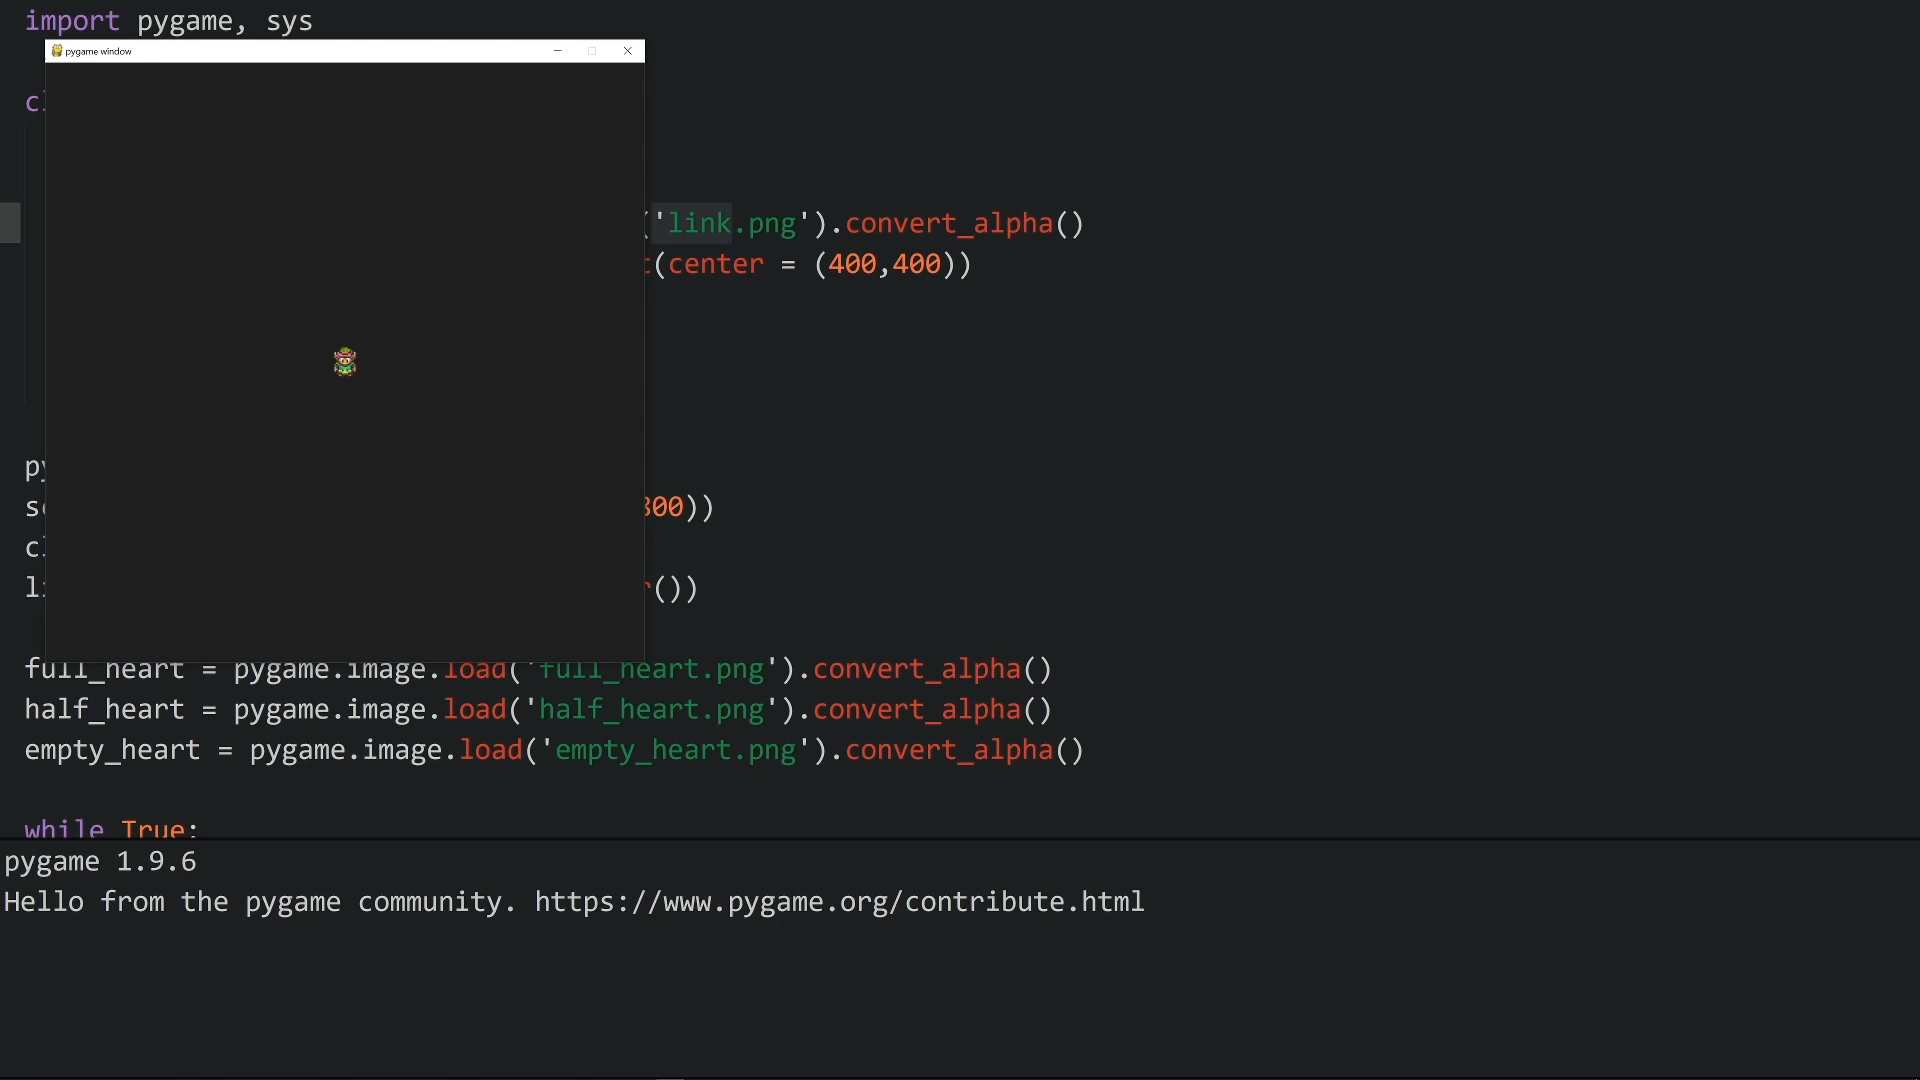 import pygame, sys
pygame window
('link.png').convert_alpha()
(center = (400,400))
py
800))
())
full_heart = pygame.image.load('full_heart.png').convert_alpha()
half_heart = pygame.image.load('half_heart.png').convert_alpha()
empty_heart = pygame.image.load('empty_heart.png').convert_alpha()
while True:
pygame 1.9.6
Hello from the pygame community. https://www.pygame.org/contribute.html